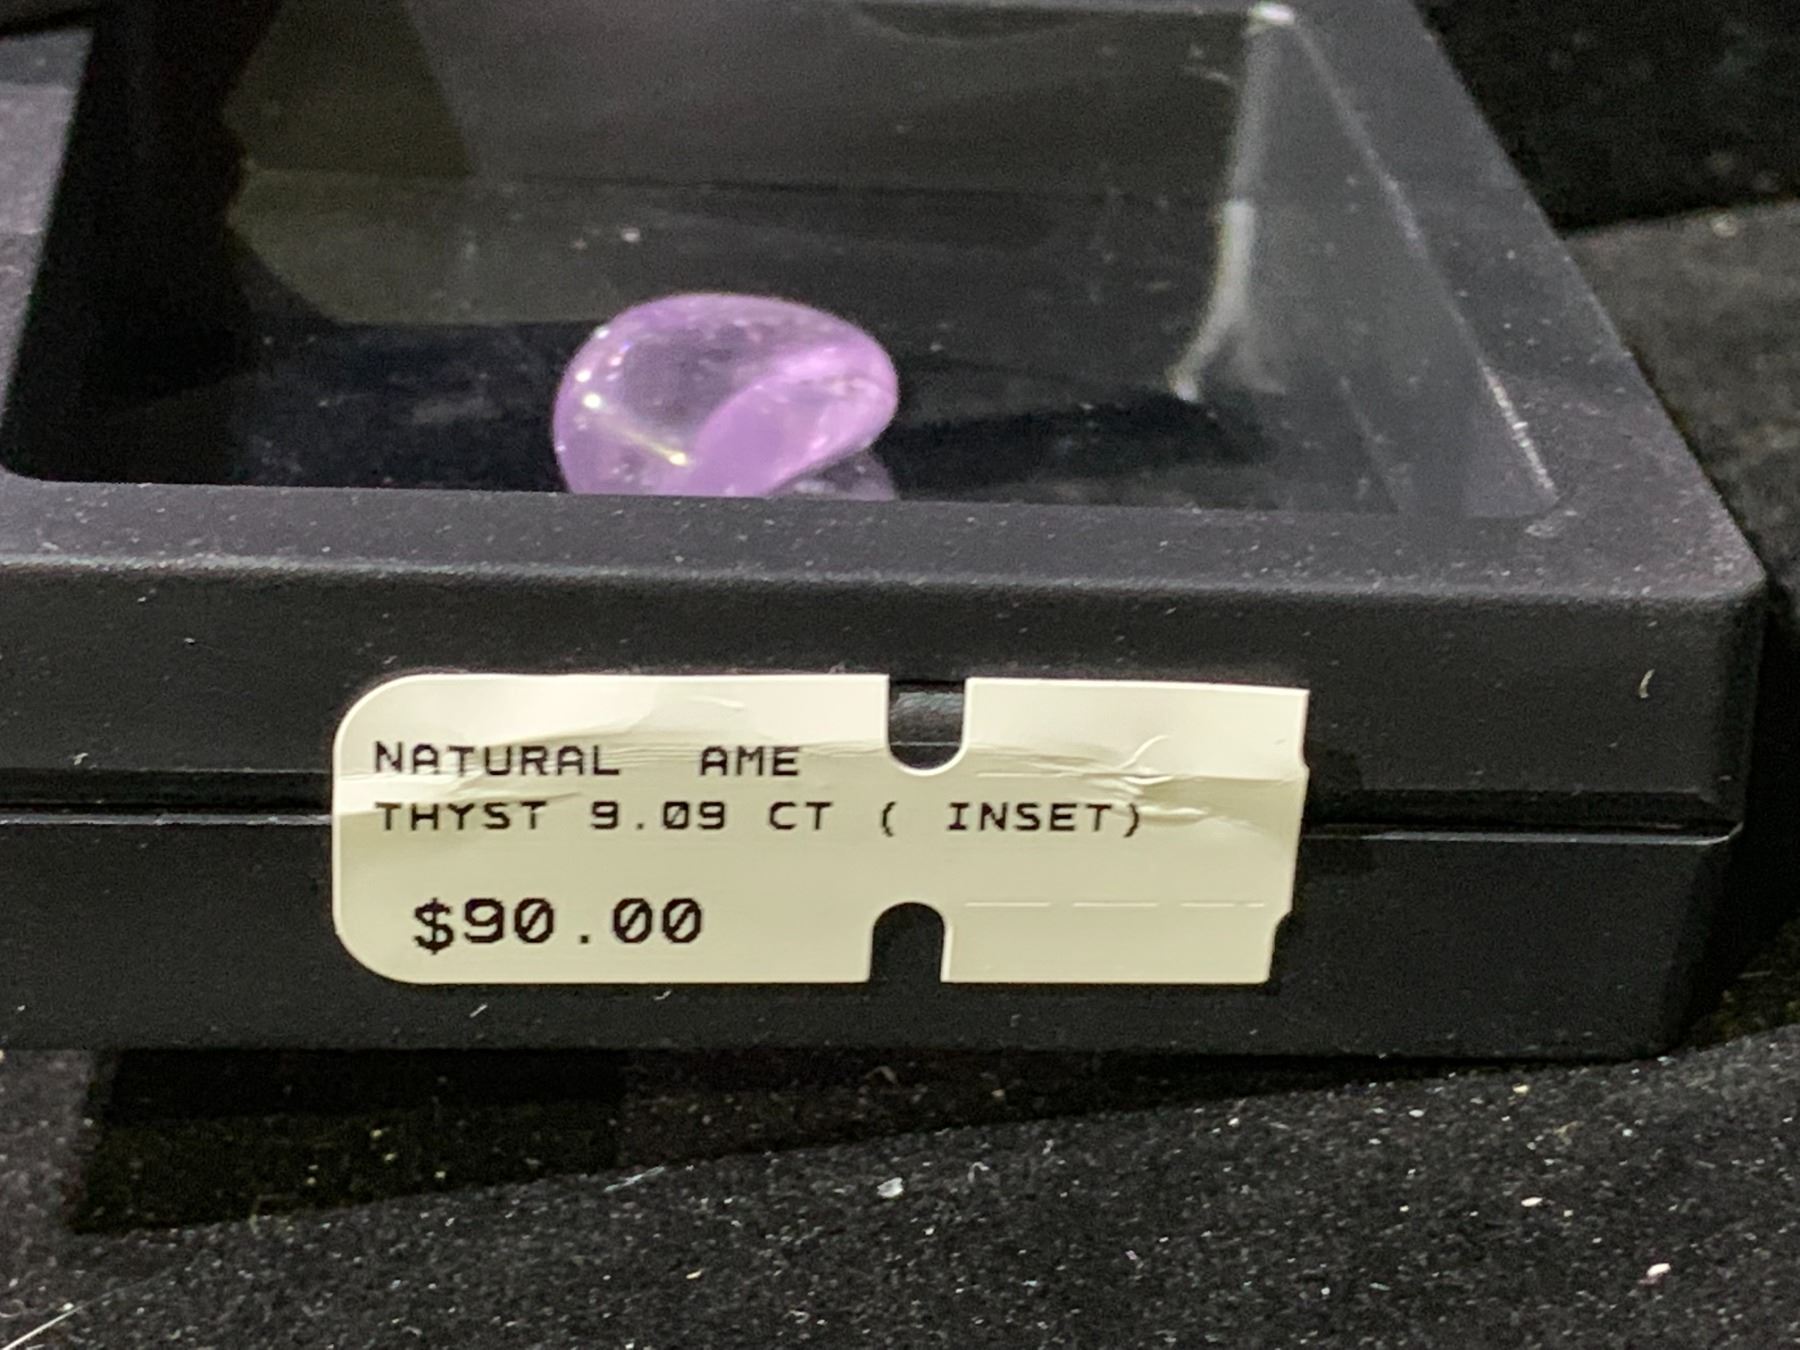 NATURAL AME
THYST 9.09 CT ( INSET)
$90.00